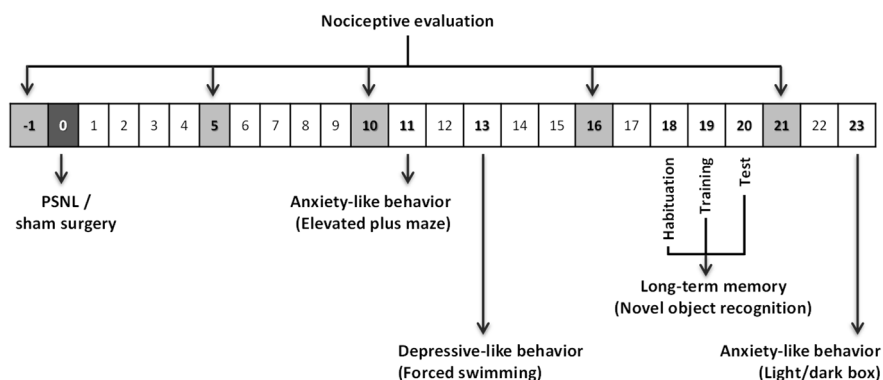 Nociceptive evaluation
-1 0 1 2 3 4 5 6 7 8 9 10 11 12 13 14 15 16 17 18 19 20 21 22 23
PSNL /
sham surgery
Anxiety-like behavior
(Elevated plus maze)
Habituation
Training
Test
Long-term memory
(Novel object recognition)
Depressive-like behavior
(Forced swimming)
Anxiety-like behavior
(Light/dark box)